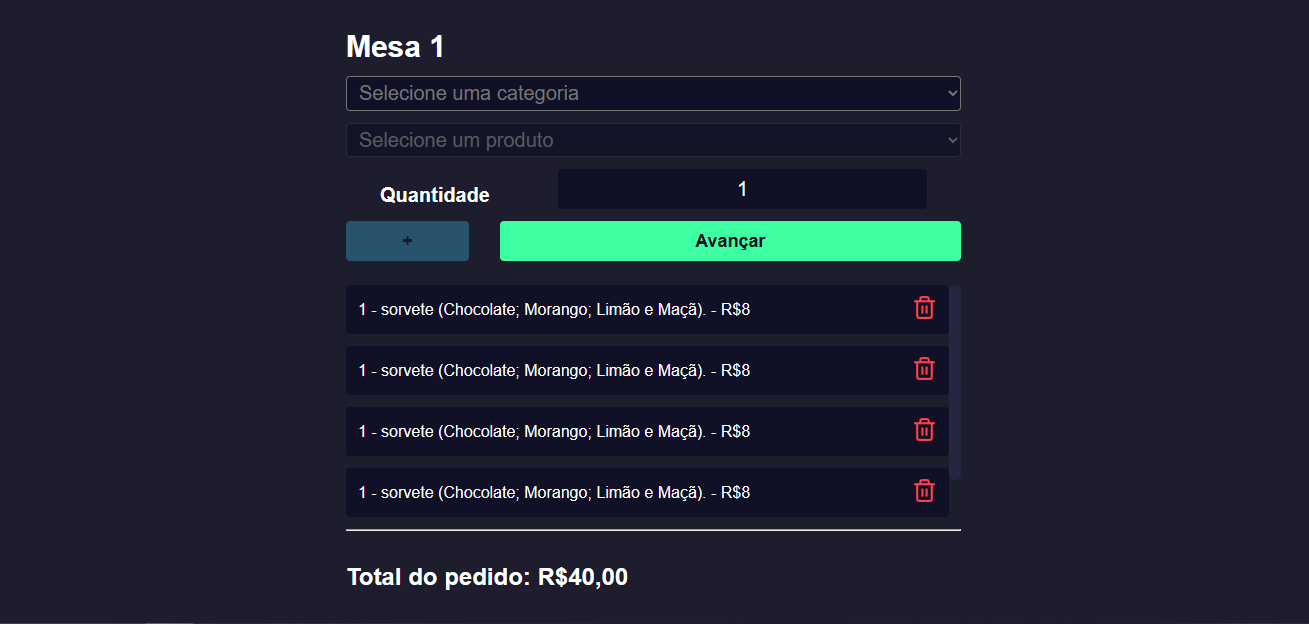 Mesa 1
Selecione uma categoria
Selecione um produto
Quantidade 1
+ Avançar
1 - sorvete (Chocolate; Morango; Limão e Maçã). - R$8
1 - sorvete (Chocolate; Morango; Limão e Maçã). - R$8
1 - sorvete (Chocolate; Morango; Limão e Maçã). - R$8
1 - sorvete (Chocolate; Morango; Limão e Maçã). - R$8
Total do pedido: R$40,00